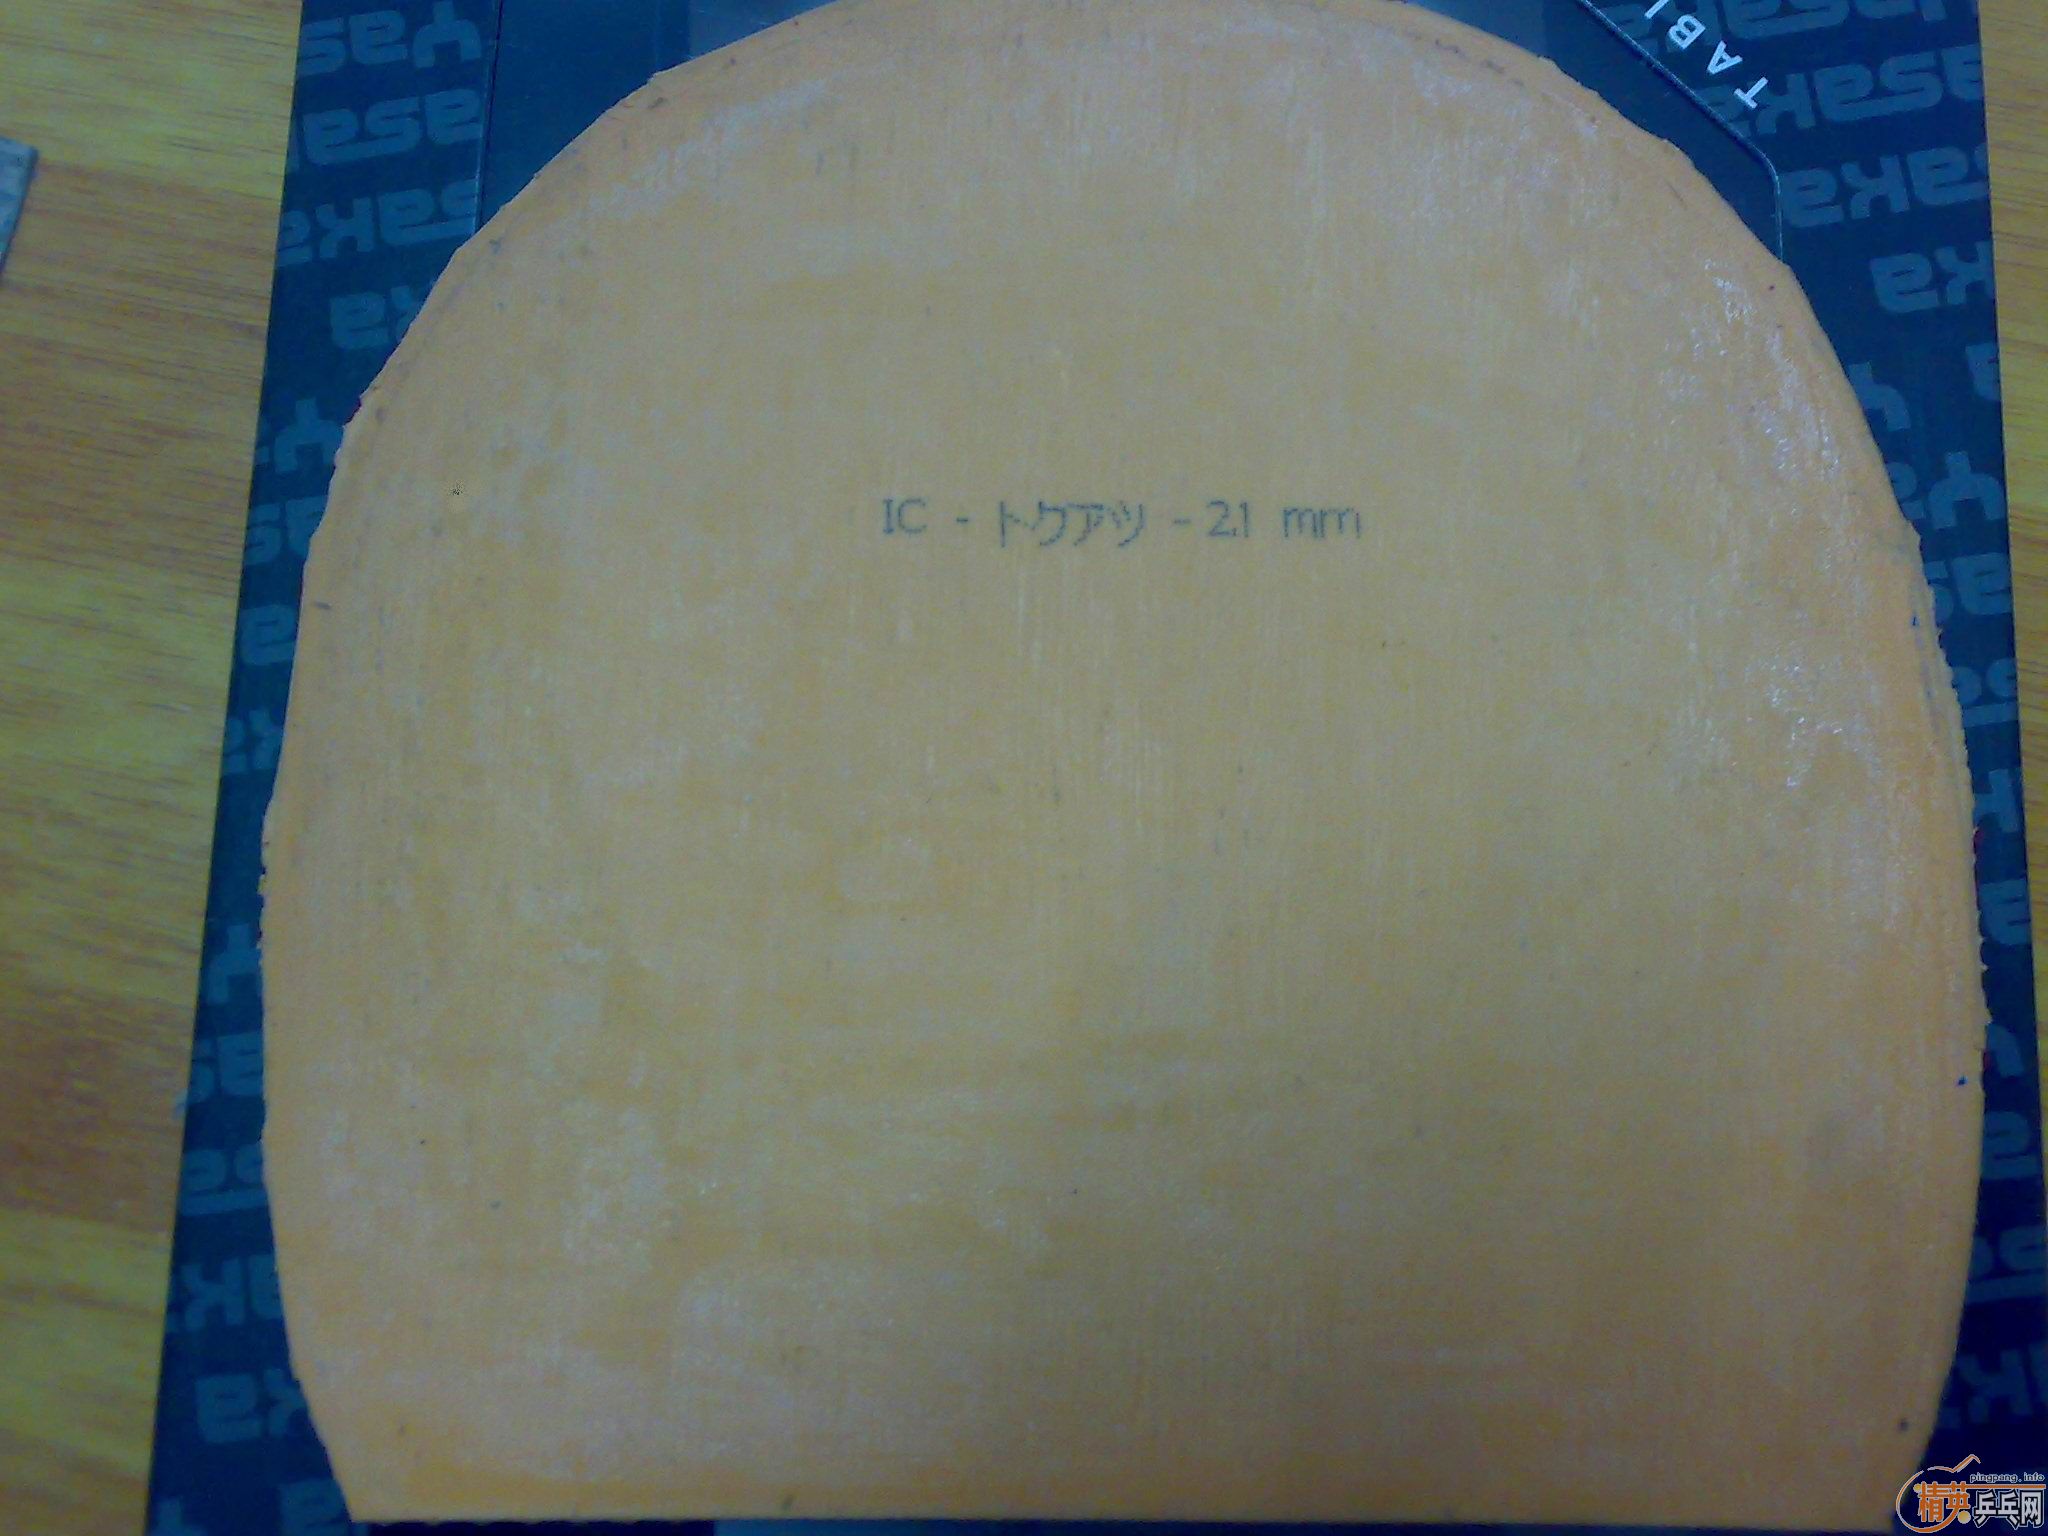 TABL
Yasaka
IC - トクアツ - 2.1 mm
pingpang.info
精英乒乓网